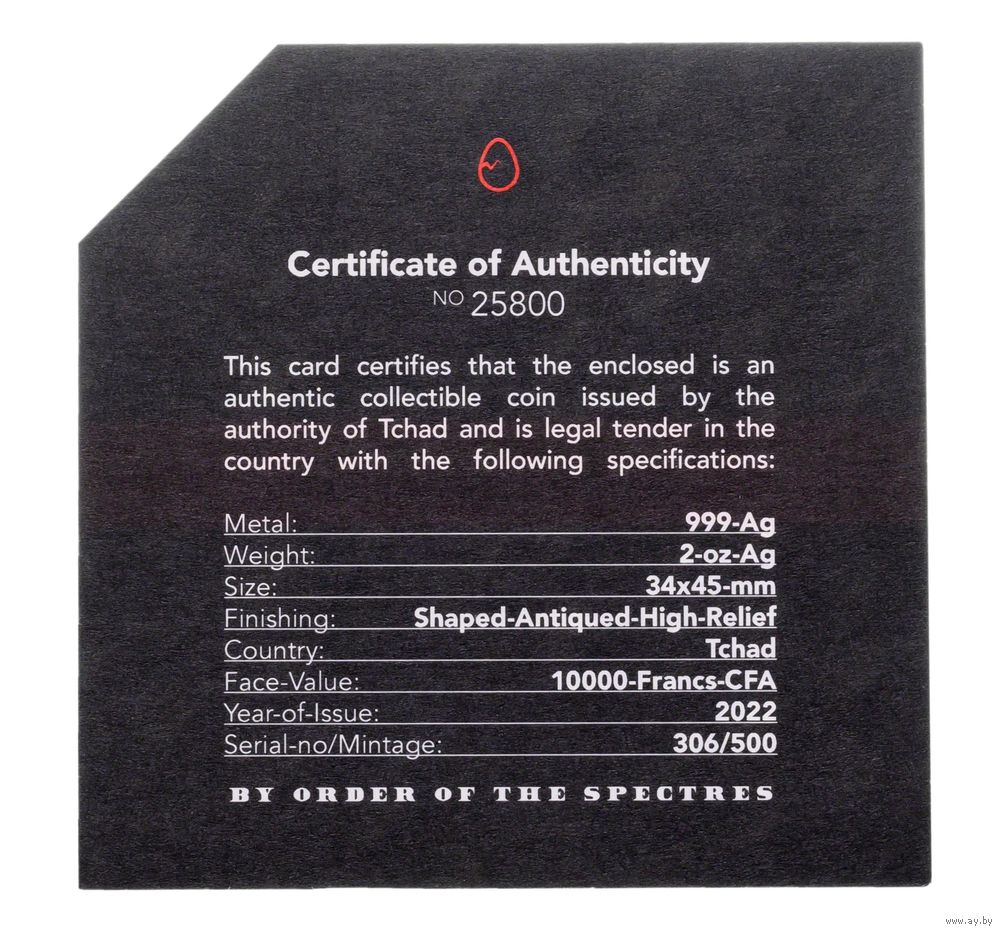 Certificate of Authenticity
NO 25800
This card certifies that the enclosed is an
authentic collectible coin issued by the
authority of Tchad and is legal tender in the
country with the following specifications:
Metal: 999-Ag
Weight: 2-oz-Ag
Size: 34x45-mm
Finishing: Shaped-Antiqued-High-Relief
Country: Tchad
Face-Value: 10000-Francs-CFA
Year-of-Issue: 2022
Serial-no/Mintage: 306/500
BY ORDER OF THE SPECTRES
www.ay.by